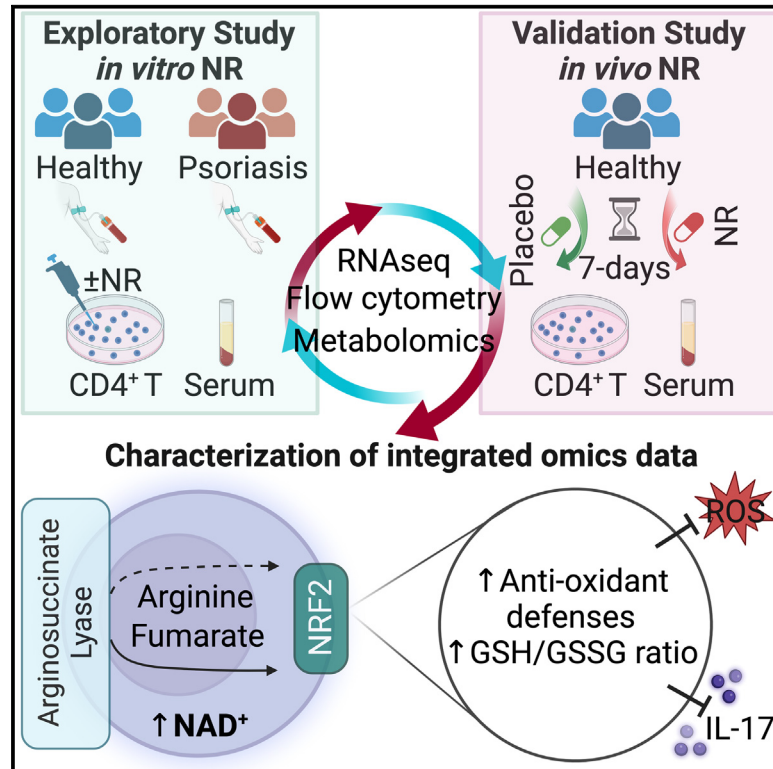 Exploratory Study
in vitro NR
Healthy
Psoriasis
±NR
CD4⁺ T
Serum
RNAseq
Flow cytometry
Metabolomics
Validation Study
in vivo NR
Healthy
Placebo
7-days
NR
CD4⁺ T
Serum
Characterization of integrated omics data
Arginosuccinate
Lyase
Arginine
Fumarate
↑NAD⁺
NRF2
↑Anti-oxidant
defenses
↑GSH/GSSG ratio
ROS
IL-17